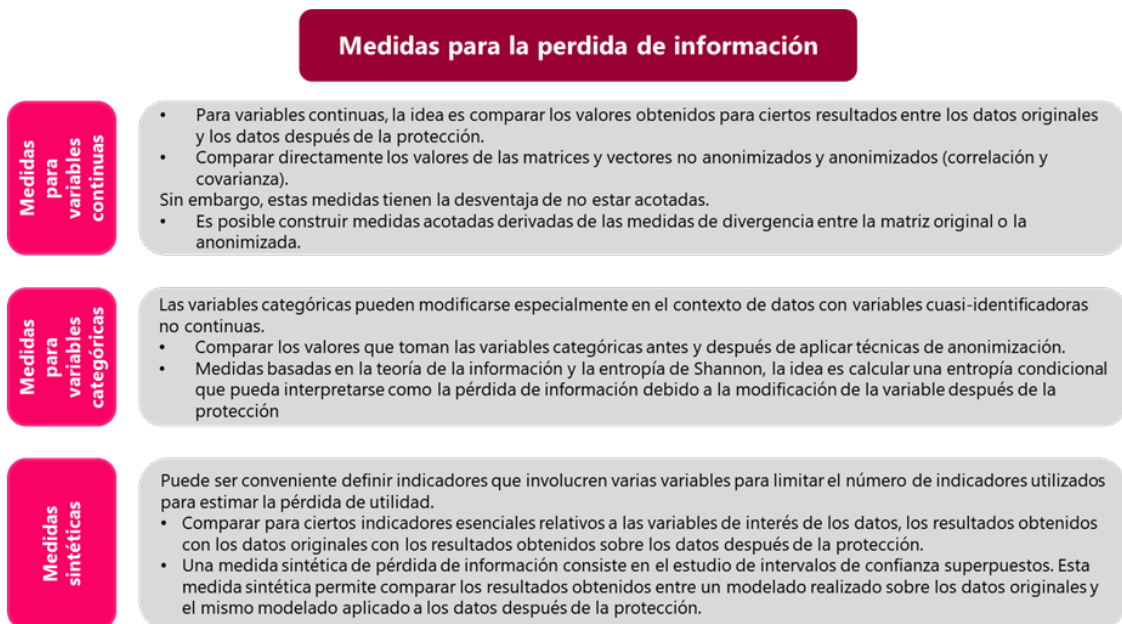 Medidas para la perdida de información
Medidas
para
variables
continuas
• Para variables continuas, la idea es comparar los valores obtenidos para ciertos resultados entre los datos originales
y los datos después de la protección.
• Comparar directamente los valores de las matrices y vectores no anonimizados y anonimizados (correlación y
covarianza).
Sin embargo, estas medidas tienen la desventaja de no estar acotadas.
• Es posible construir medidas acotadas derivadas de las medidas de divergencia entre la matriz original o la
anonimizada.
Medidas
para
variables
categóricas
Las variables categóricas pueden modificarse especialmente en el contexto de datos con variables cuasi-identificadoras
no continuas.
• Comparar los valores que toman las variables categóricas antes y después de aplicar técnicas de anonimización.
• Medidas basadas en la teoría de la información y la entropía de Shannon, la idea es calcular una entropía condicional
que pueda interpretarse como la pérdida de información debido a la modificación de la variable después de la
protección
Medidas
sintéticas
Puede ser conveniente definir indicadores que involucren varias variables para limitar el número de indicadores utilizados
para estimar la pérdida de utilidad.
• Comparar para ciertos indicadores esenciales relativos a las variables de interés de los datos, los resultados obtenidos
con los datos originales con los resultados obtenidos sobre los datos después de la protección.
• Una medida sintética de pérdida de información consiste en el estudio de intervalos de confianza superpuestos. Esta
medida sintética permite comparar los resultados obtenidos entre un modelado realizado sobre los datos originales y
el mismo modelado aplicado a los datos después de la protección.